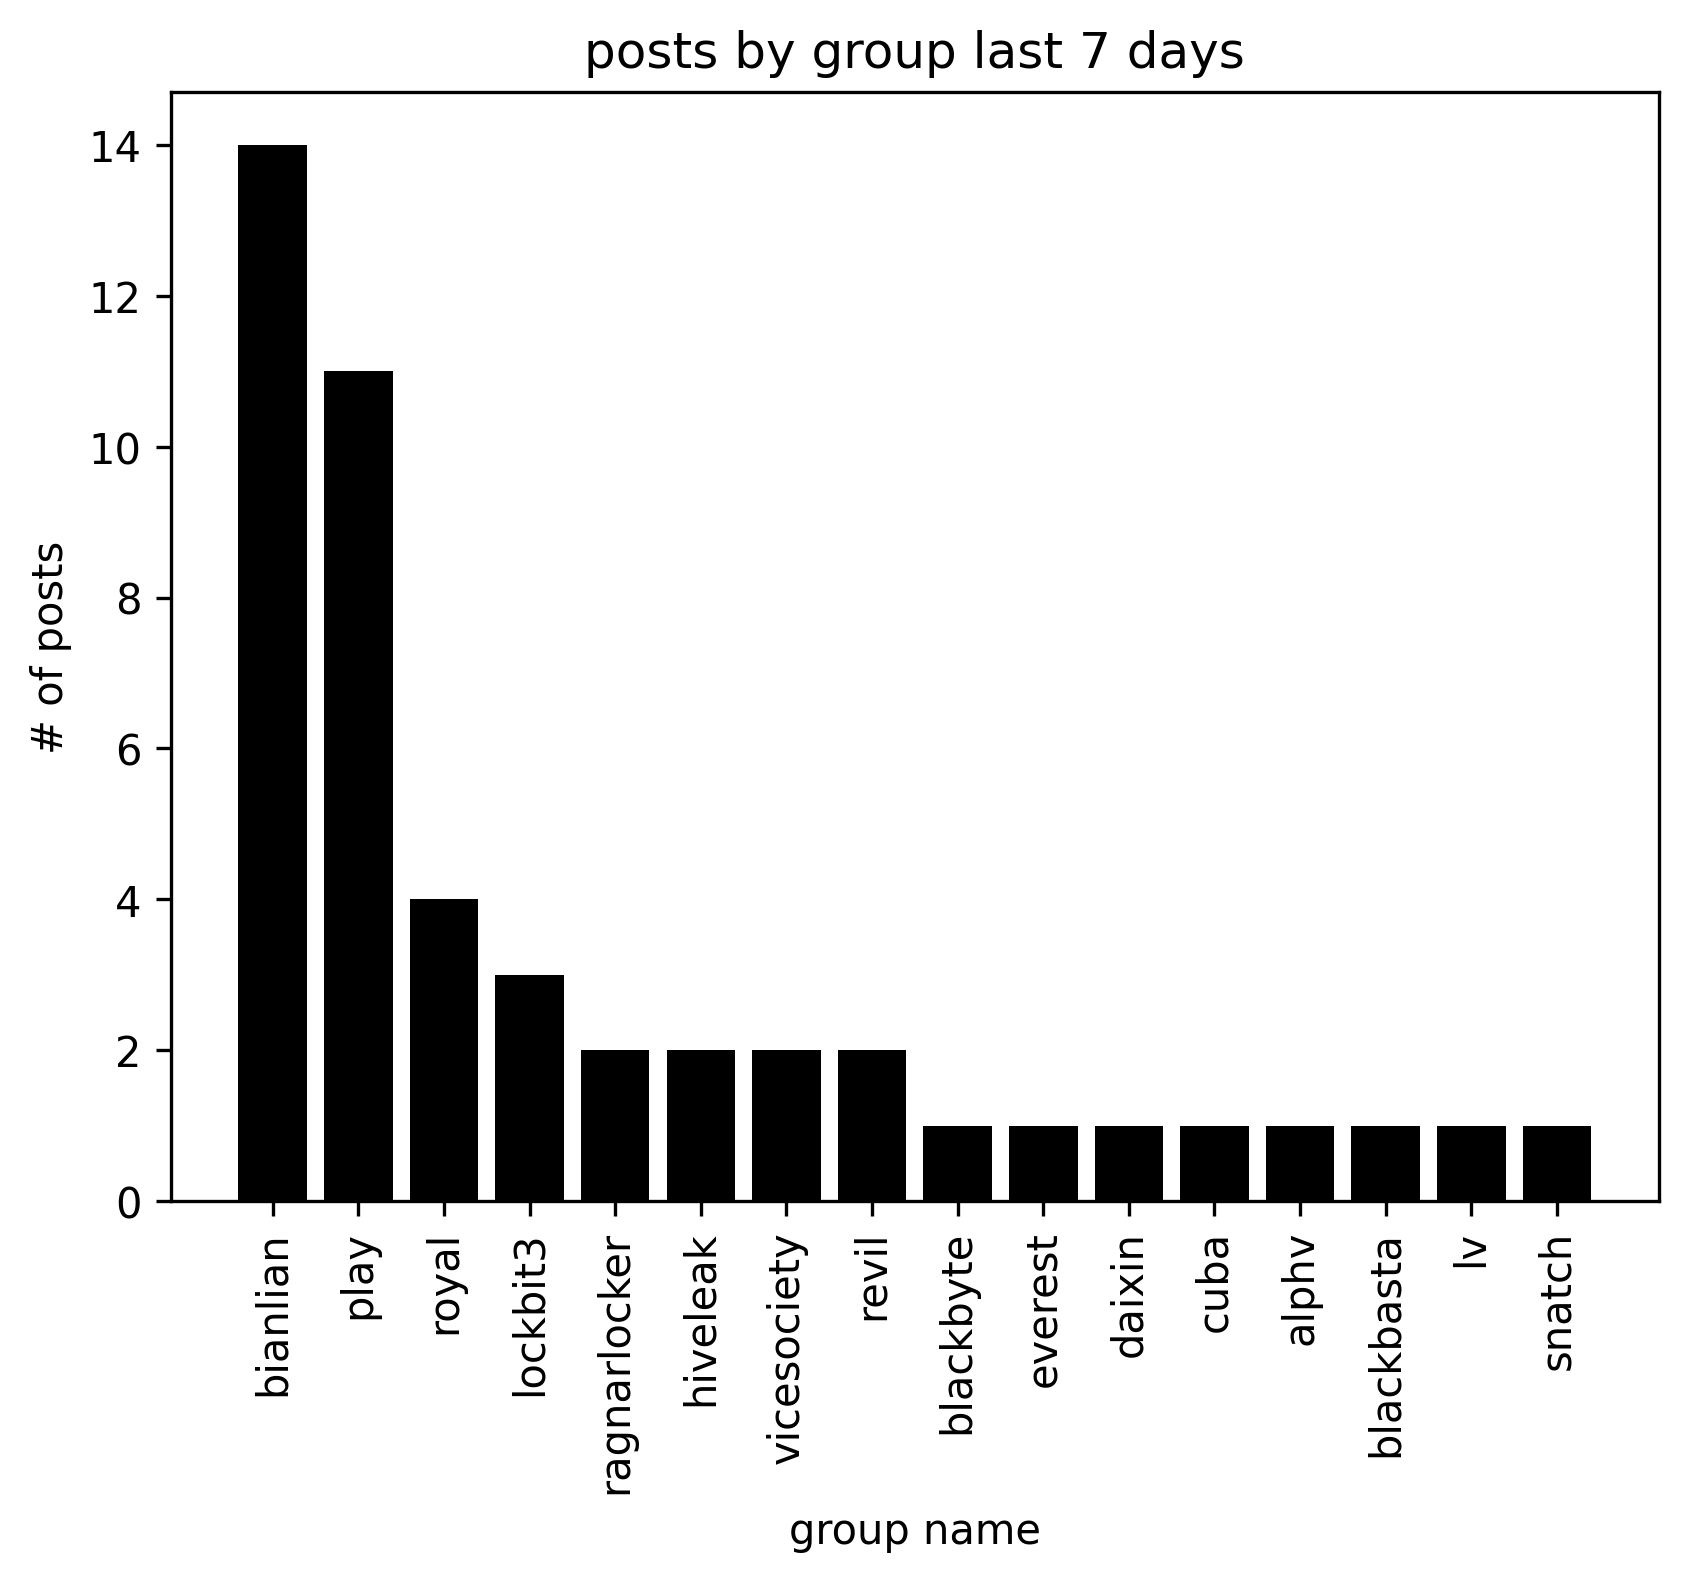 posts by group last 7 days
# of posts
14
12
10
8
6
4
2
0
bianlian
play
royal
lockbit3
ragnarlocker
hiveleak
vicesociety
revil
blackbyte
everest
daixin
cuba
alphv
blackbasta
lv
snatch
group name